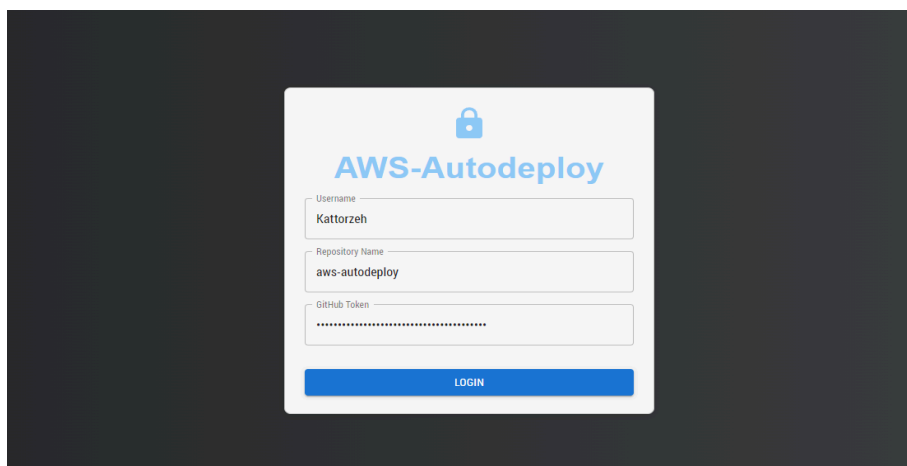 AWS-Autodeploy
Username
Kattorzeh
Repository Name
aws-autodeploy
GitHub Token
••••••••••••••••••••••••••••••••••••••••
LOGIN